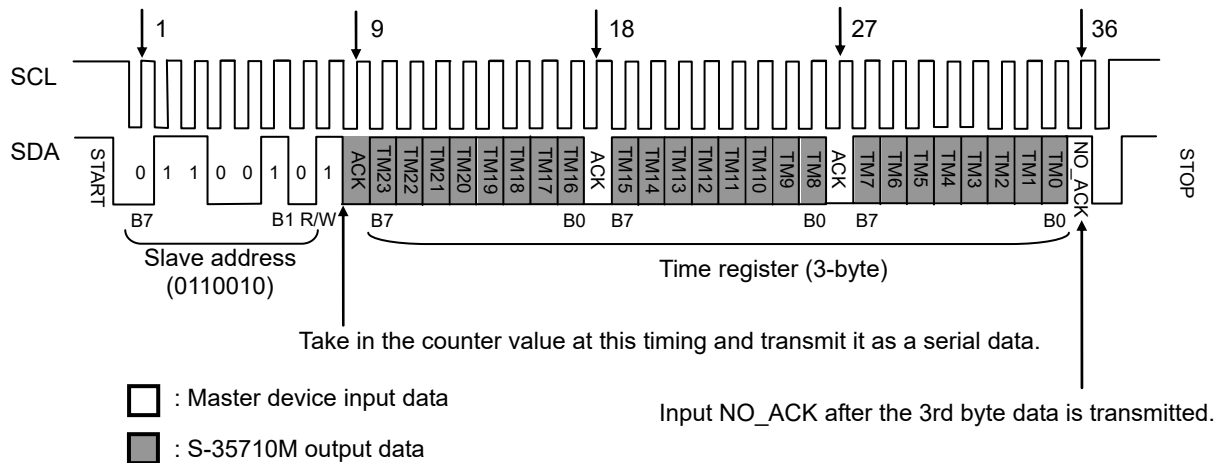 1 9 18 27 36
SCL
SDA
START 0 1 1 0 0 1 0 1 ACK TM23 TM22 TM21 TM20 TM19 TM18 TM17 TM16 ACK TM15 TM14 TM13 TM12 TM11 TM10 TM9 TM8 ACK TM7 TM6 TM5 TM4 TM3 TM2 TM1 TM0 NO_ACK STOP
B7 B1 R/W B7 B0 B7 B0 B7 B0
Slave address
(0110010)
Time register (3-byte)
Take in the counter value at this timing and transmit it as a serial data.
: Master device input data
Input NO_ACK after the 3rd byte data is transmitted.
: S-35710M output data